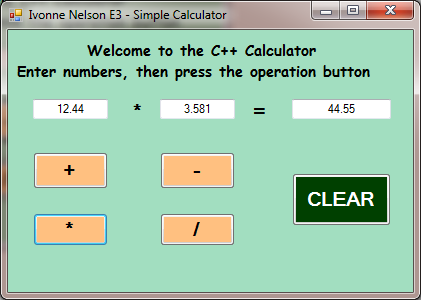 Ivonne Nelson E3 - Simple Calculator
Welcome to the C++ Calculator
Enter numbers, then press the operation button
12.44 * 3.581 = 44.55
+ -
CLEAR
* /